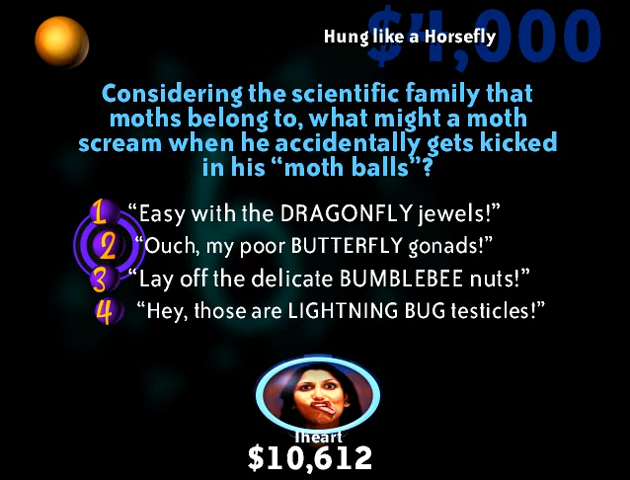 Hung like a Horsefly
$4,000
Considering the scientific family that
moths belong to, what might a moth
scream when he accidentally gets kicked
in his “moth balls”?
1 “Easy with the DRAGONFLY jewels!”
2 “Ouch, my poor BUTTERFLY gonads!”
3 “Lay off the delicate BUMBLEBEE nuts!”
4 “Hey, those are LIGHTNING BUG testicles!”
Iheart
$10,612